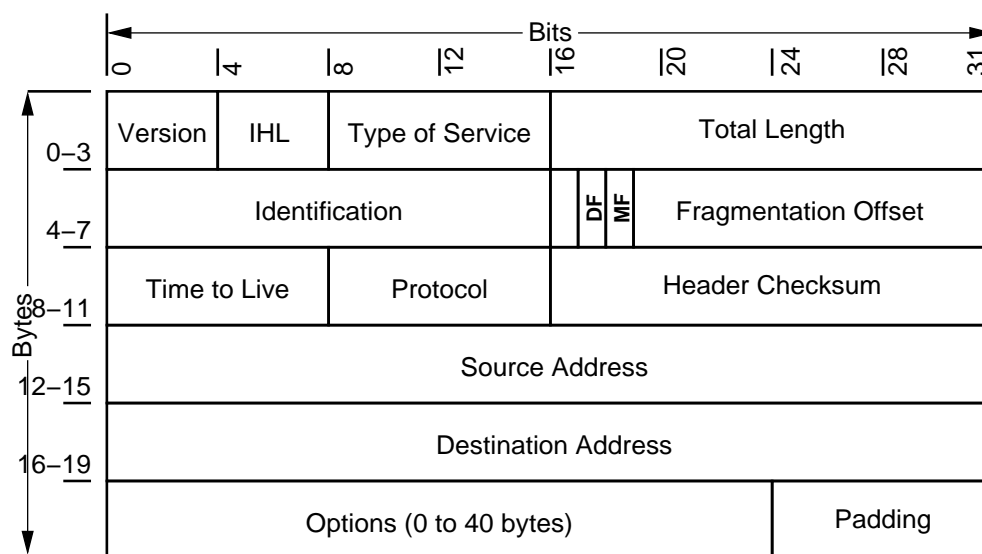 Bits
0 4 8 12 16 20 24 28 31
Version IHL Type of Service Total Length
0–3
Identification DF MF Fragmentation Offset
4–7
Time to Live Protocol Header Checksum
8–11
Bytes
Source Address
12–15
Destination Address
16–19
Options (0 to 40 bytes) Padding